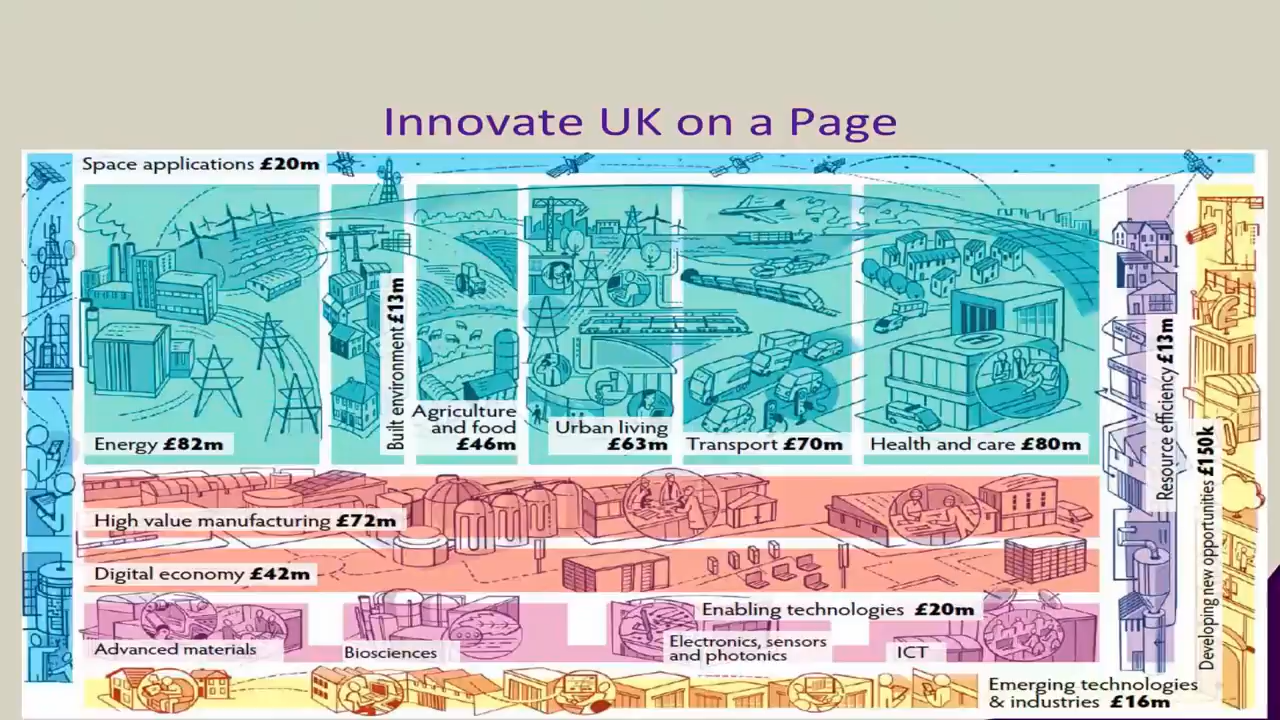 Innovate UK on a Page
Space applications £20m
Energy £82m
Built environment £13m
Agriculture
and food
£46m
Urban living
£63m
Transport £70m
Health and care £80m
Resource efficiency £13m
Developing new opportunities £150k
High value manufacturing £72m
Digital economy £42m
Enabling technologies £20m
Advanced materials
Biosciences
Electronics, sensors
and photonics
ICT
Emerging technologies
& industries £16m